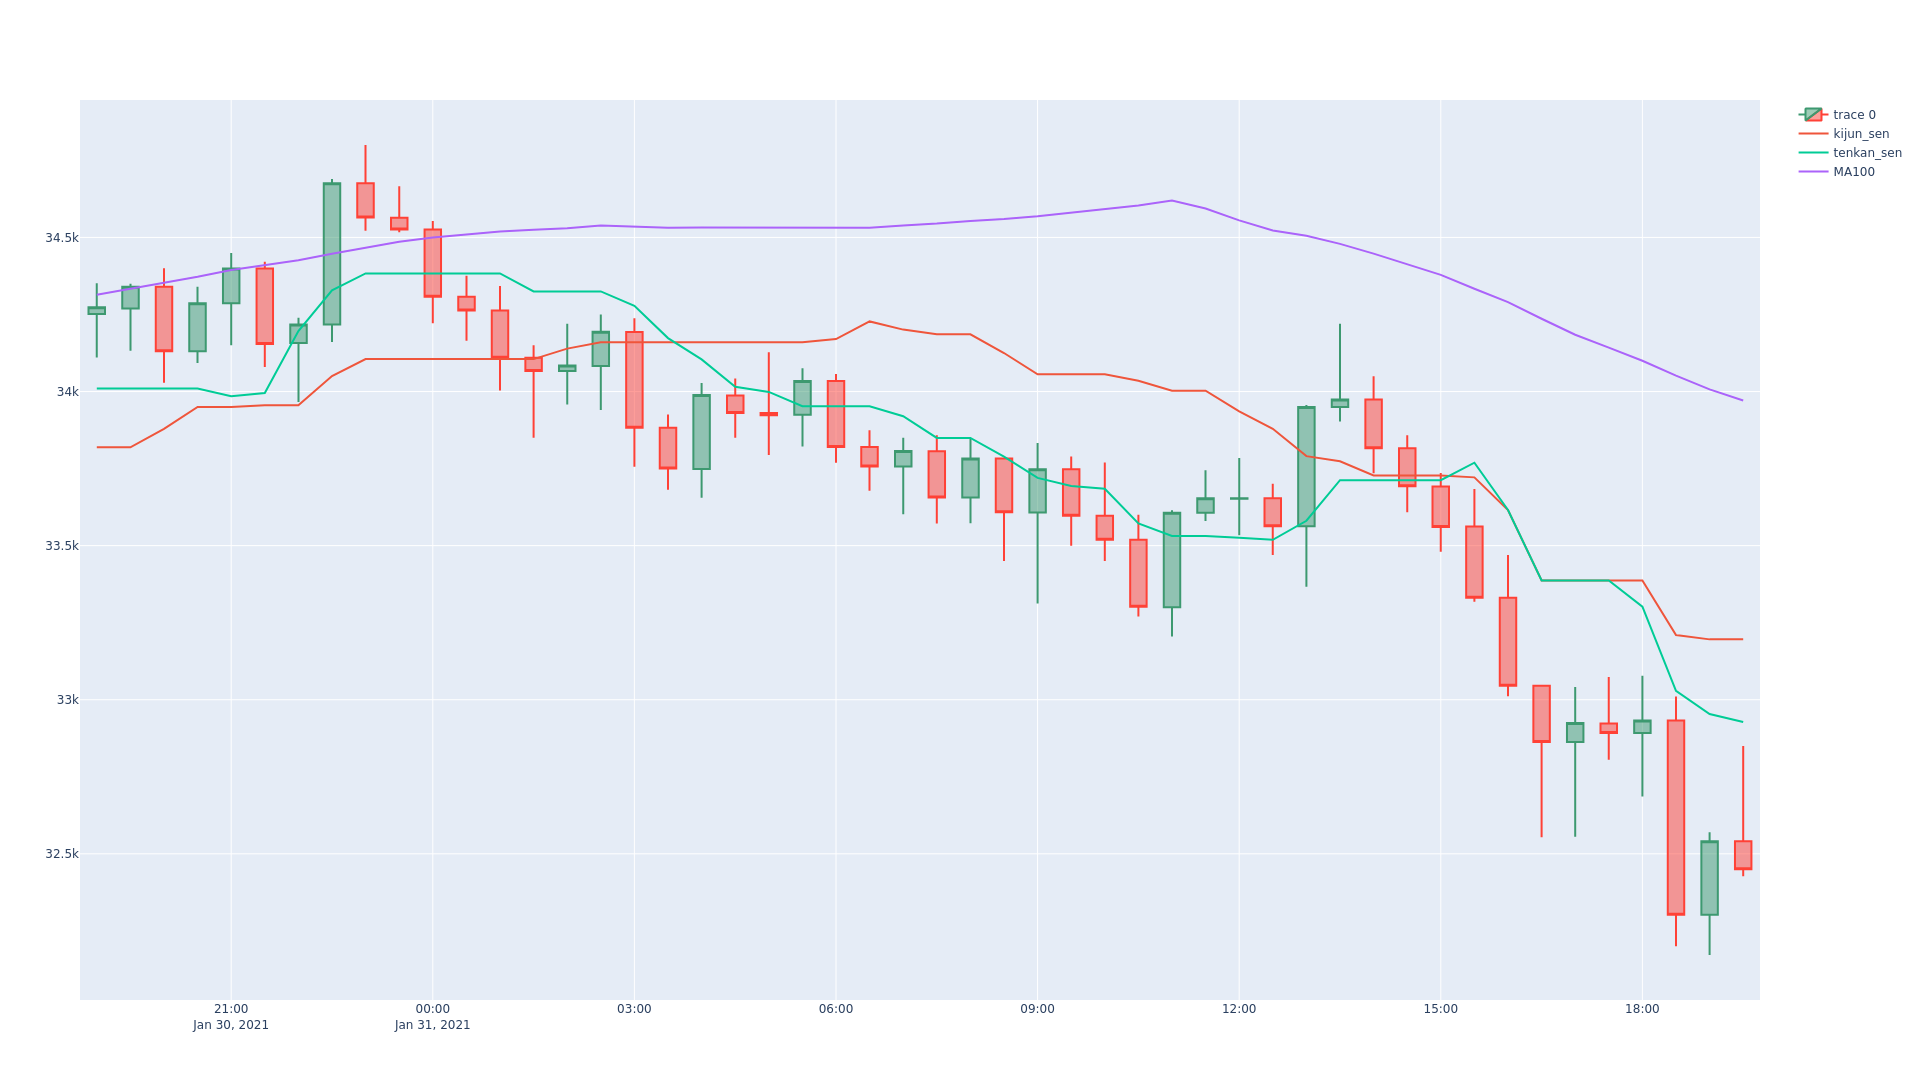 trace 0
kijun_sen
tenkan_sen
MA100
34.5k
34k
33.5k
33k
32.5k
21:00 00:00 03:00 06:00 09:00 12:00 15:00 18:00
Jan 30, 2021 Jan 31, 2021